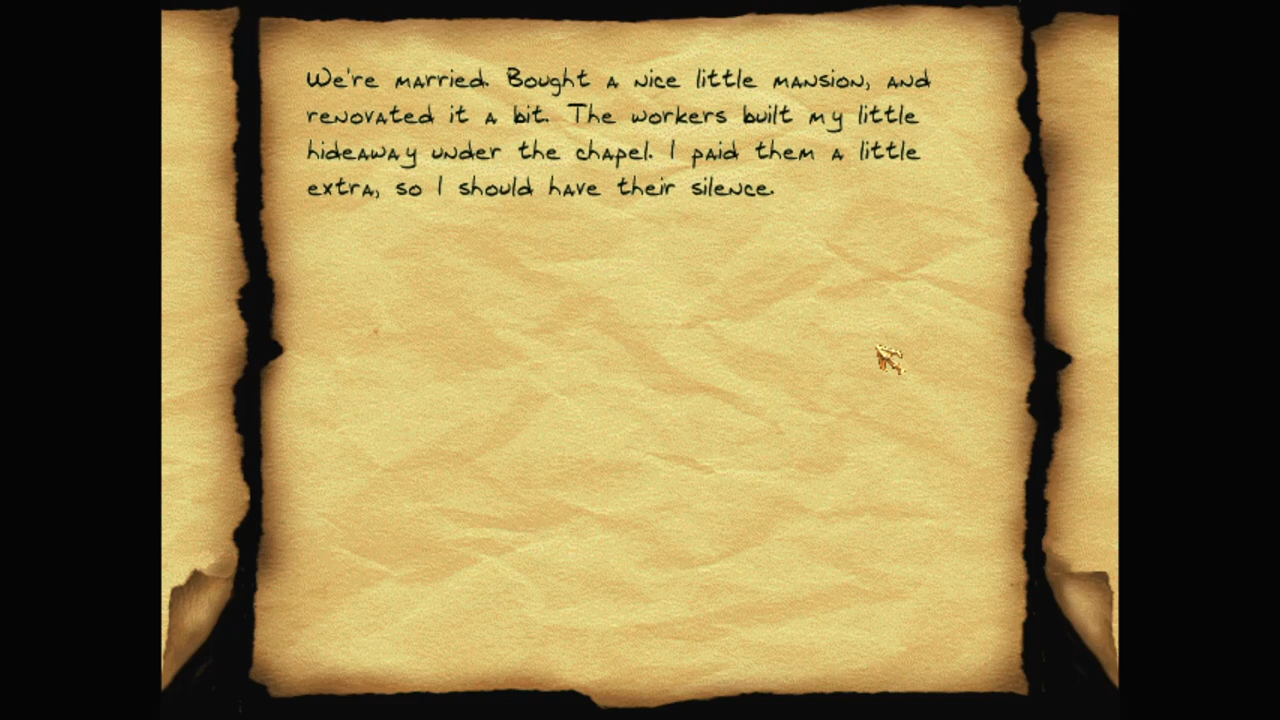 We're married. Bought a nice little mansion, and
renovated it a bit. The workers built my little
hideaway under the chapel. I paid them a little
extra, so I should have their silence.